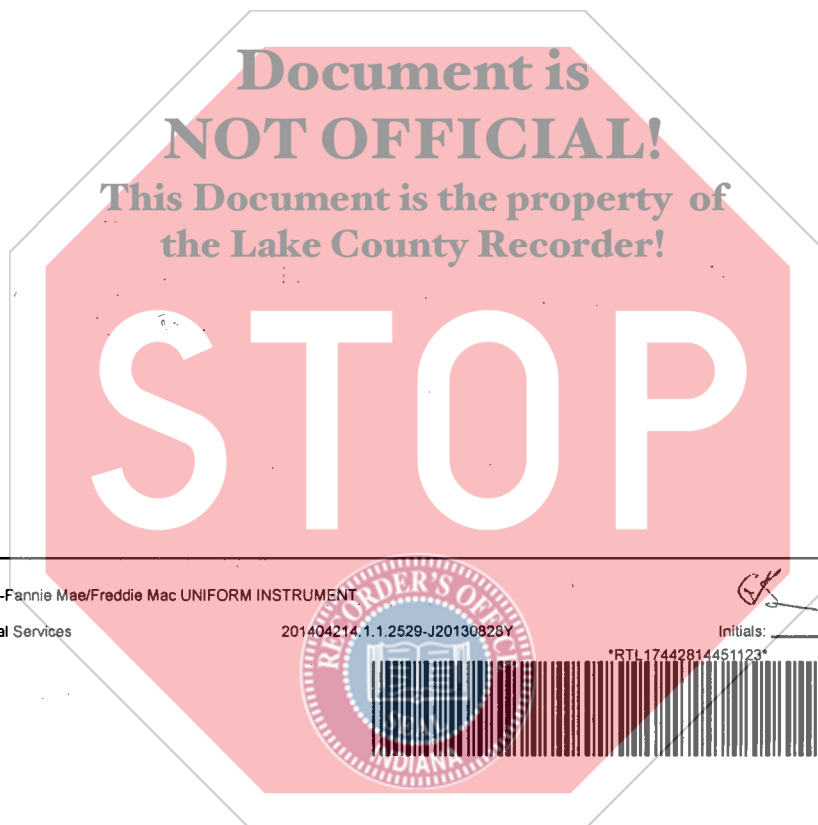 Document is
NOT OFFICIAL!
This Document is the property of
the Lake County Recorder!
STOP
-Fannie Mae/Freddie Mac UNIFORM INSTRUMENT
al Services 201404214.1.1.2529-J20130828Y Initials:
*RTL17442814451123*
RECORDER'S OFFICE
SEAL
INDIANA